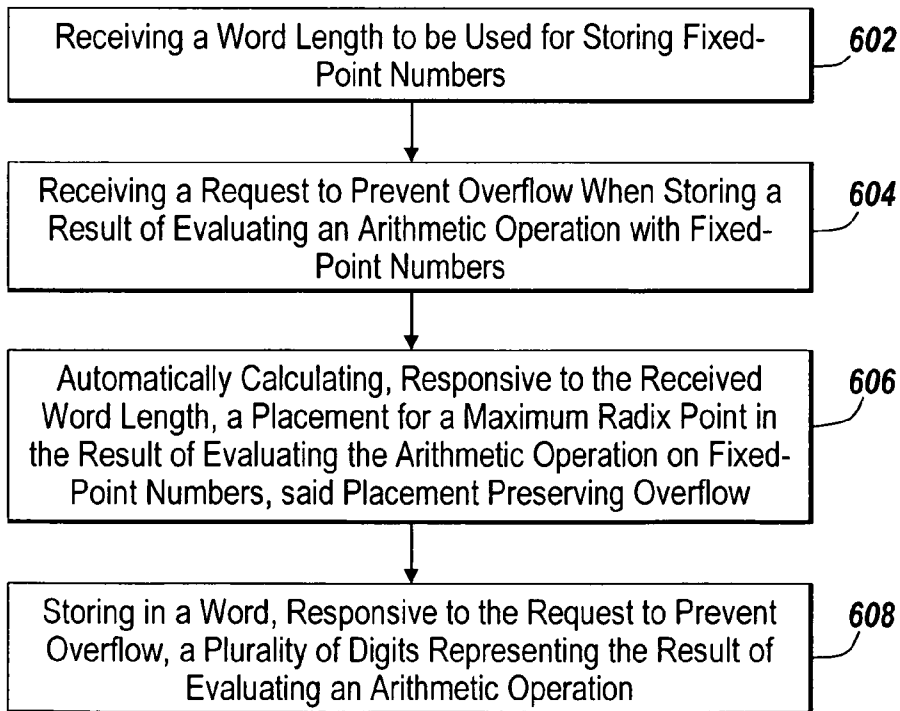 Receiving a Word Length to be Used for Storing Fixed-
Point Numbers
602
Receiving a Request to Prevent Overflow When Storing a
Result of Evaluating an Arithmetic Operation with Fixed-
Point Numbers
604
Automatically Calculating, Responsive to the Received
Word Length, a Placement for a Maximum Radix Point in
the Result of Evaluating the Arithmetic Operation on Fixed-
Point Numbers, said Placement Preserving Overflow
606
Storing in a Word, Responsive to the Request to Prevent
Overflow, a Plurality of Digits Representing the Result of
Evaluating an Arithmetic Operation
608